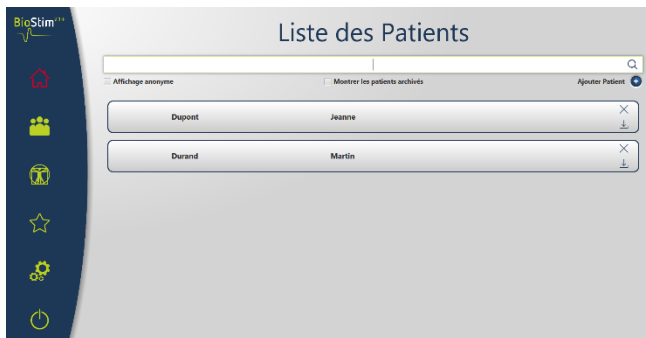 BioStim
Liste des Patients
Affichage anonyme
Montrer les patients archivés
Ajouter Patient
Dupont
Jeanne
Durand
Martin